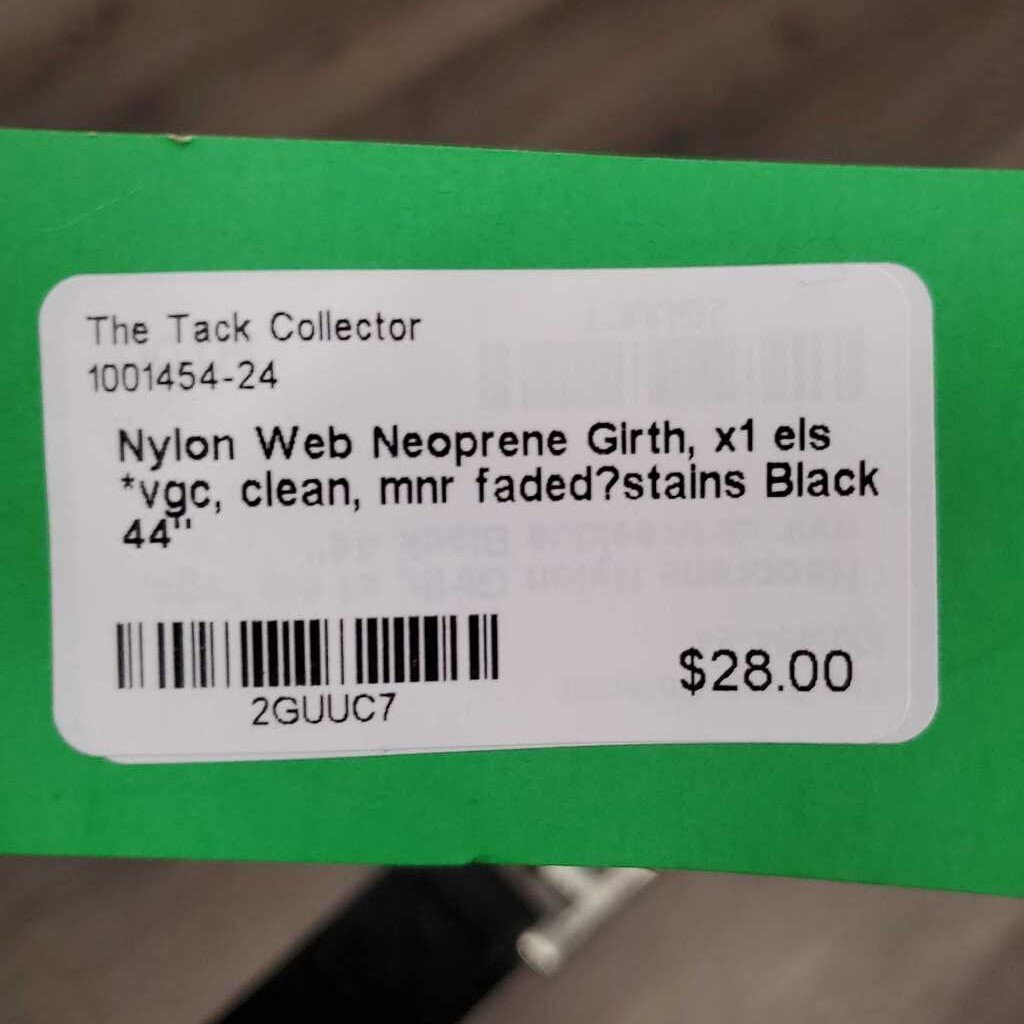 The Tack Collector
1001454-24
Nylon Web Neoprene Girth, x1 els
*vgc, clean, mnr faded?stains Black
44"
2GUUC7
$28.00